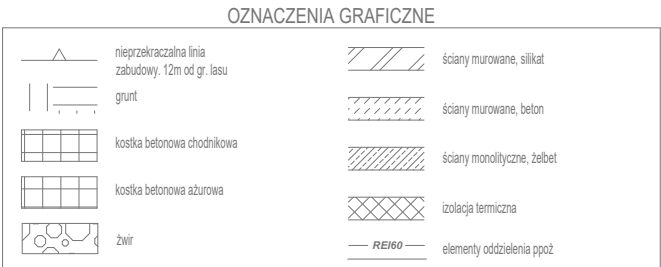 OZNACZENIA GRAFICZNE
nieprzekraczalna linia
zabudowy. 12m od gr. lasu
grunt
kostka betonowa chodnikowa
kostka betonowa ażurowa
żwir
ściany murowane, silikat
ściany murowane, beton
ściany monolityczne, żelbet
izolacja termiczna
REI60
elementy oddzielenia ppoż